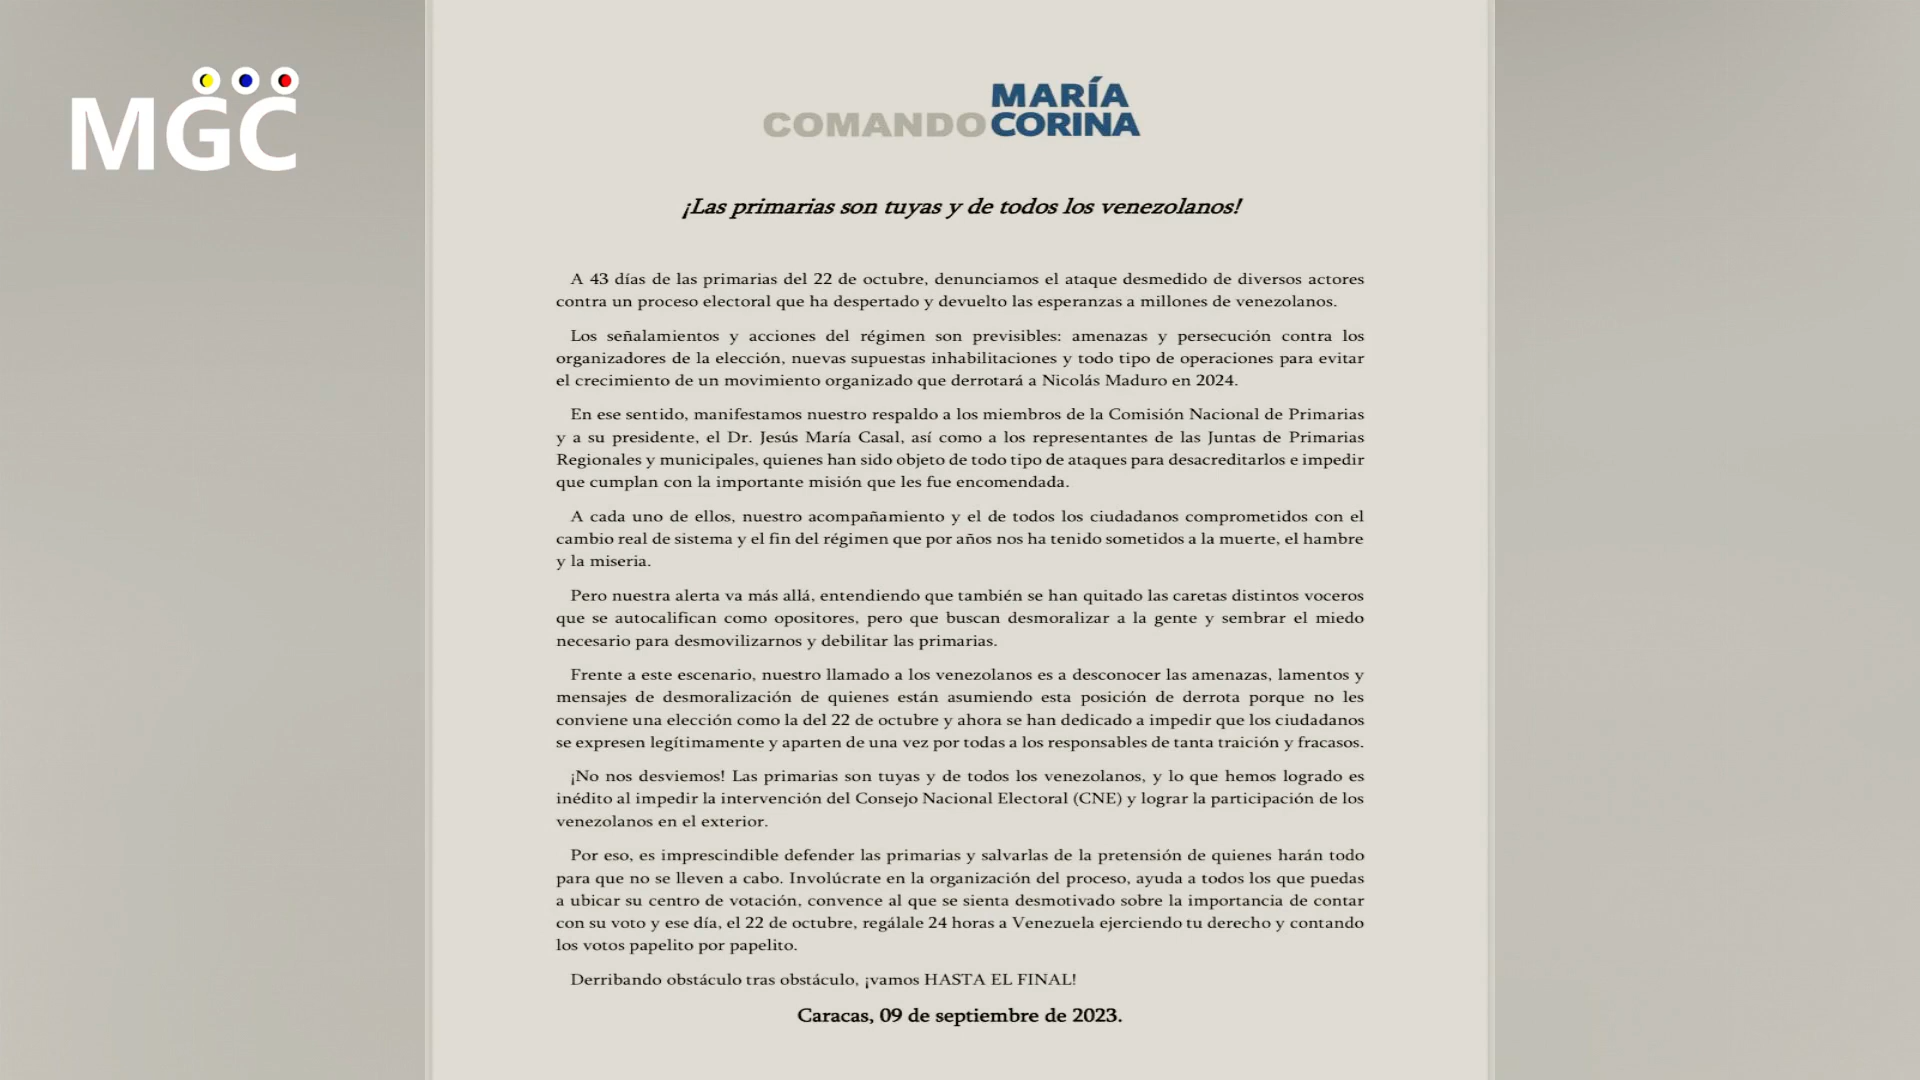 MGC
COMANDO MARÍA
CORINA
¡Las primarias son tuyas y de todos los venezolanos!
A 43 días de las primarias del 22 de octubre, denunciamos el ataque desmedido de diversos actores
contra un proceso electoral que ha despertado y devuelto las esperanzas a millones de venezolanos.
Los señalamientos y acciones del régimen son previsibles: amenazas y persecución contra los
organizadores de la elección, nuevas supuestas inhabilitaciones y todo tipo de operaciones para evitar
el crecimiento de un movimiento organizado que derrotará a Nicolás Maduro en 2024.
En ese sentido, manifestamos nuestro respaldo a los miembros de la Comisión Nacional de Primarias
y a su presidente, el Dr. Jesús María Casal, así como a los representantes de las Juntas de Primarias
Regionales y municipales, quienes han sido objeto de todo tipo de ataques para desacreditarlos e impedir
que cumplan con la importante misión que les fue encomendada.
A cada uno de ellos, nuestro acompañamiento y el de todos los ciudadanos comprometidos con el
cambio real de sistema y el fin del régimen que por años nos ha tenido sometidos a la muerte, el hambre
y la miseria.
Pero nuestra alerta va más allá, entendiendo que también se han quitado las caretas distintos voceros
que se autocalifican como opositores, pero que buscan desmoralizar a la gente y sembrar el miedo
necesario para desmovilizarnos y debilitar las primarias.
Frente a este escenario, nuestro llamado a los venezolanos es a desconocer las amenazas, lamentos y
mensajes de desmoralización de quienes están asumiendo esta posición de derrota porque no les
conviene una elección como la del 22 de octubre y ahora se han dedicado a impedir que los ciudadanos
se expresen legítimamente y aparten de una vez por todas a los responsables de tanta traición y fracasos.
¡No nos desviemos! Las primarias son tuyas y de todos los venezolanos, y lo que hemos logrado es
inédito al impedir la intervención del Consejo Nacional Electoral (CNE) y lograr la participación de los
venezolanos en el exterior.
Por eso, es imprescindible defender las primarias y salvarlas de la pretensión de quienes harán todo
para que no se lleven a cabo. Involúcrate en la organización del proceso, ayuda a todos los que puedas
a ubicar su centro de votación, convence al que se sienta desmotivado sobre la importancia de contar
con su voto y ese día, el 22 de octubre, regálale 24 horas a Venezuela ejerciendo tu derecho y contando
los votos papelito por papelito.
Derribando obstáculo tras obstáculo, ¡vamos HASTA EL FINAL!
Caracas, 09 de septiembre de 2023.